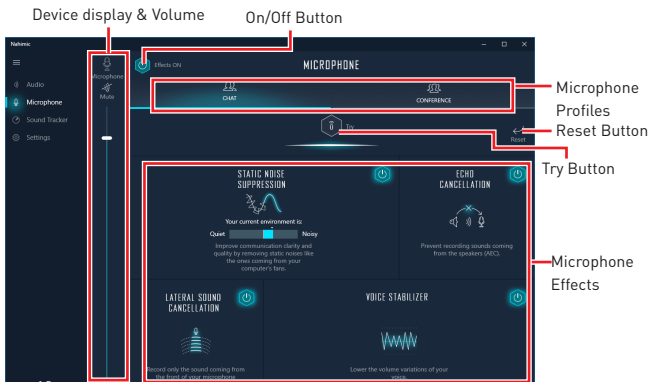 Device display & Volume
On/Off Button
Nahimic
Effects ON
MICROPHONE
Microphone
Mute
Audio
Microphone
Sound Tracker
Settings
CHAT
CONFERENCE
Microphone
Profiles
Try
Reset
Reset Button
Try Button
STATIC NOISE
SUPPRESSION
Your current environment is:
Quiet
Noisy
Improve communication clarity and
quality by removing static noises like
the ones coming from your
computer's fans.
ECHO
CANCELLATION
Prevent recording sounds coming
from the speakers (AEC).
Microphone
Effects
LATERAL SOUND
CANCELLATION
Record only the sound coming from
the front of your microphone
VOICE STABILIZER
Lower the volume variations of your
voice.